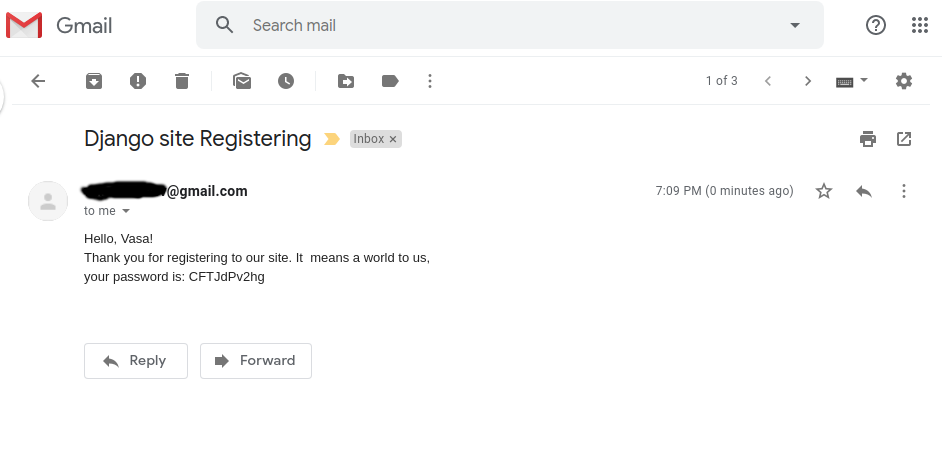 Gmail
Search mail
1 of 3
Django site Registering
Inbox ×
@gmail.com
7:09 PM (0 minutes ago)
to me
Hello, Vasa!
Thank you for registering to our site. It  means a world to us,
your password is: CFTJdPv2hg
Reply
Forward